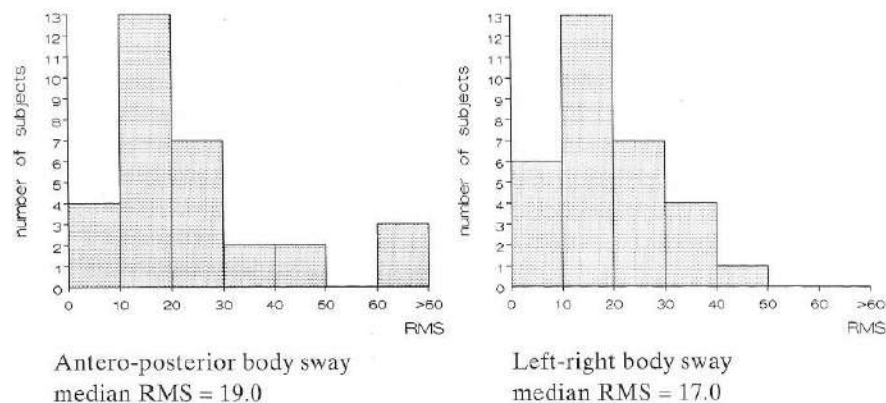 13
12
11
10
9
8
7
6
5
4
3
2
1
0
number of subjects
0 10 20 30 40 50 60 >60
RMS
Antero-posterior body sway
median RMS = 19.0
13
12
11
10
9
7
6
5
4
3
2
1
0
number of subjects
0 10 20 30 40 50 60 >60
RMS
Left-right body sway
median RMS = 17.0